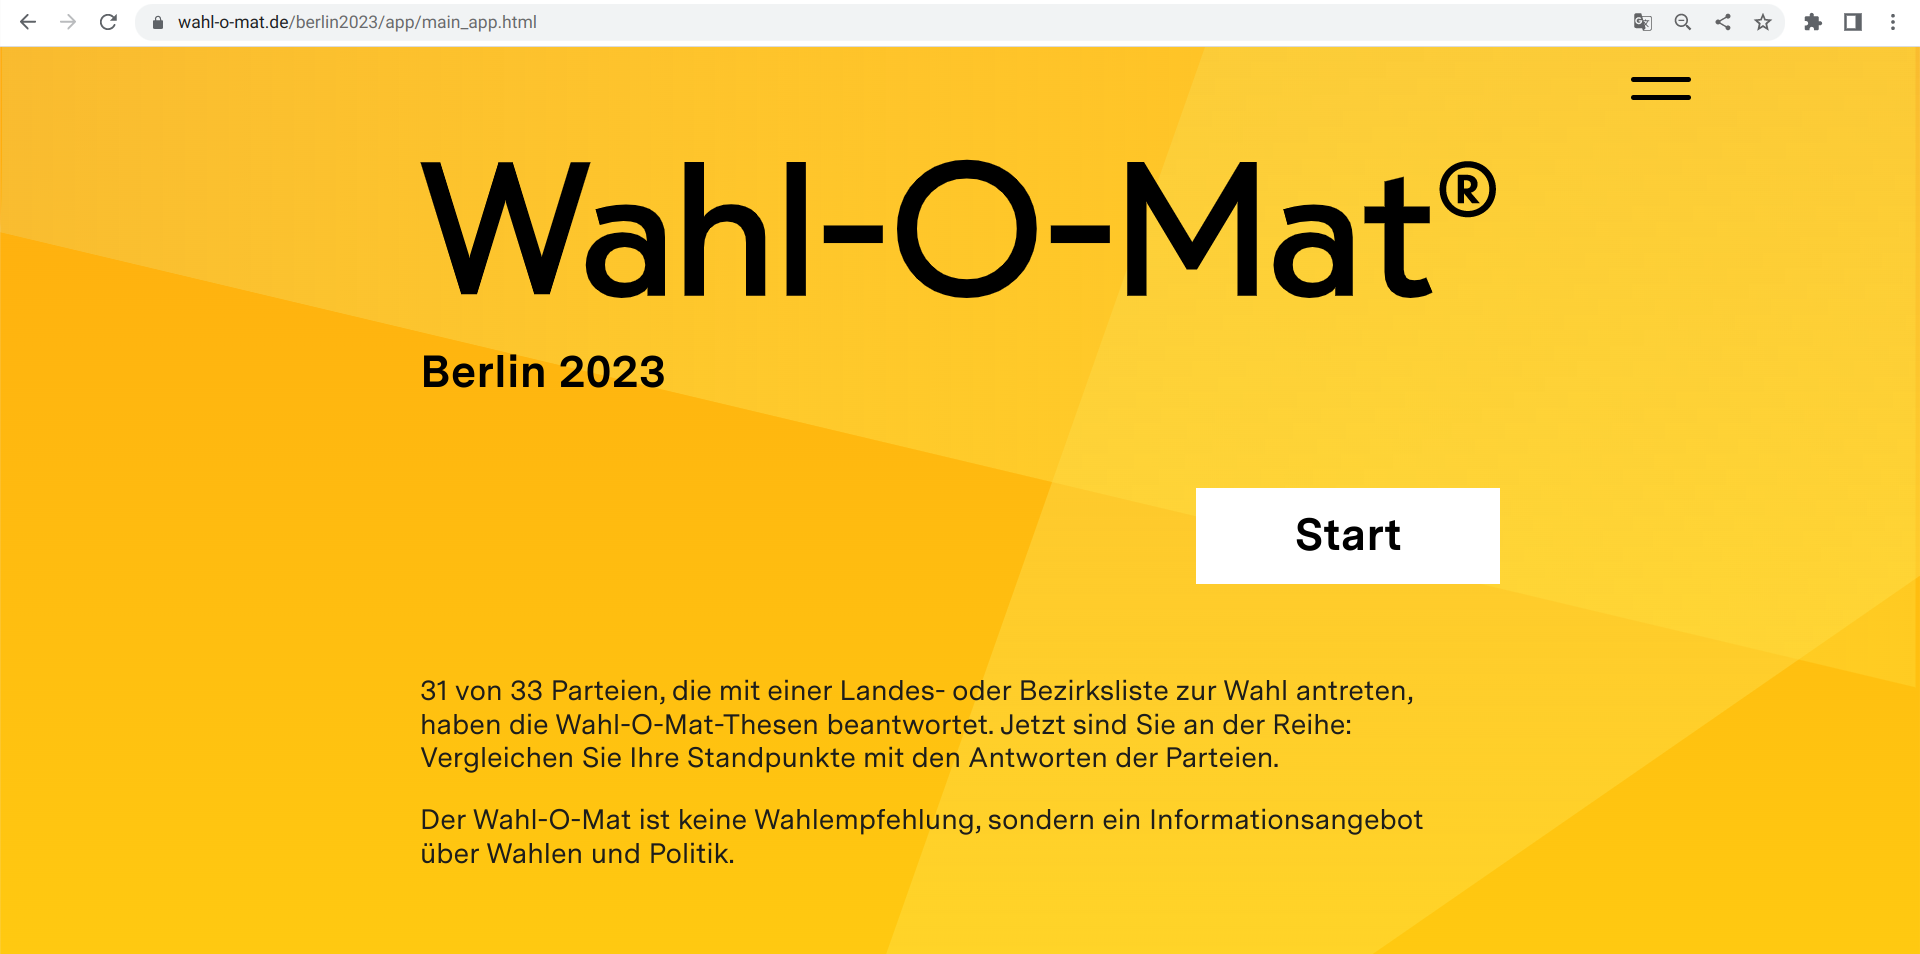 wahl-o-mat.de/berlin2023/app/main_app.html
Wahl-O-Mat®
Berlin 2023
Start
31 von 33 Parteien, die mit einer Landes- oder Bezirksliste zur Wahl antreten,
haben die Wahl-O-Mat-Thesen beantwortet. Jetzt sind Sie an der Reihe:
Vergleichen Sie Ihre Standpunkte mit den Antworten der Parteien.
Der Wahl-O-Mat ist keine Wahlempfehlung, sondern ein Informationsangebot
über Wahlen und Politik.